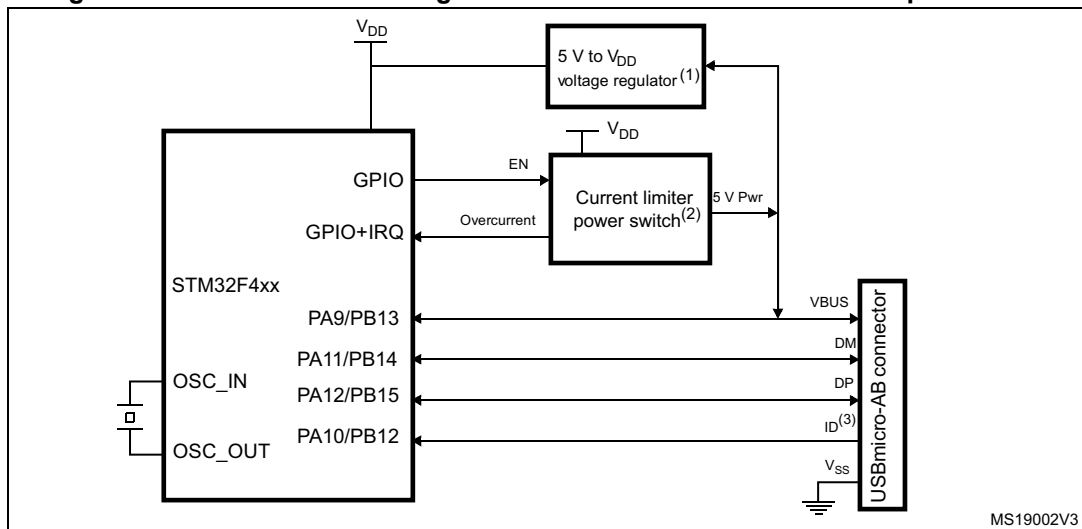 V_DD
5 V to V_DD
voltage regulator(1)
V_DD
GPIO
EN
Current limiter
power switch(2)
5 V Pwr
GPIO+IRQ
Overcurrent
STM32F4xx
PA9/PB13
VBUS
PA11/PB14
DM
OSC_IN
PA12/PB15
DP
PA10/PB12
ID(3)
OSC_OUT
V_SS
USBmicro-AB connector
MS19002V3